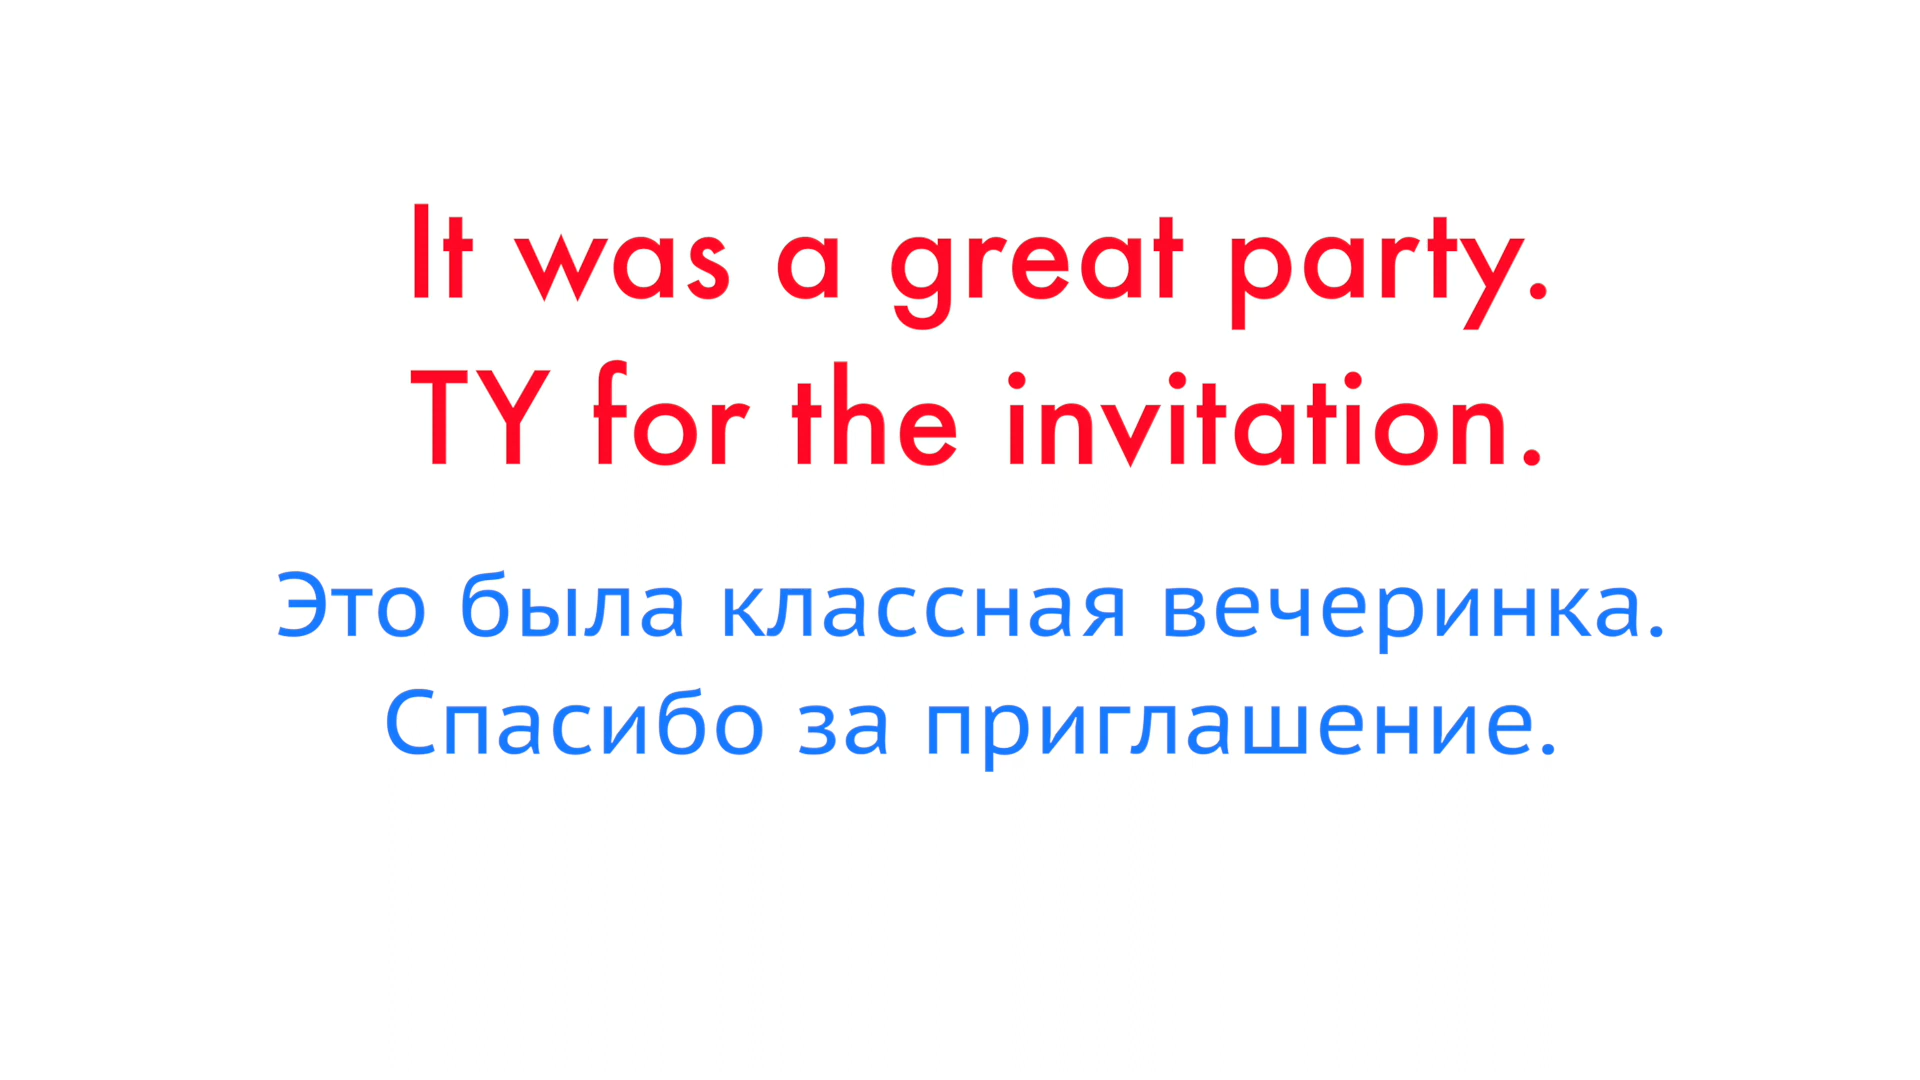 It was a great party.
TY for the invitation.
Это была классная вечеринка.
Спасибо за приглашение.